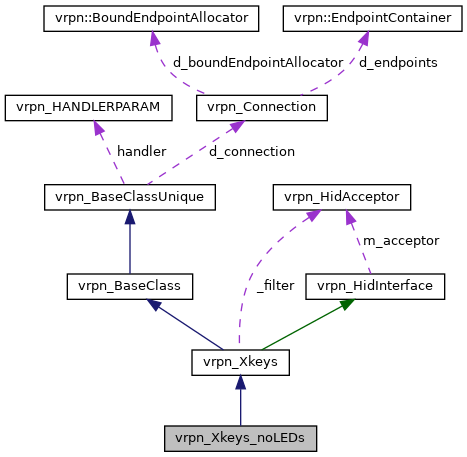 vrpn::BoundEndpointAllocator
vrpn::EndpointContainer
d_boundEndpointAllocator
d_endpoints
vrpn_HANDLERPARAM
vrpn_Connection
handler
d_connection
vrpn_BaseClassUnique
vrpn_HidAcceptor
m_acceptor
_filter
vrpn_BaseClass
vrpn_HidInterface
vrpn_Xkeys
vrpn_Xkeys_noLEDs